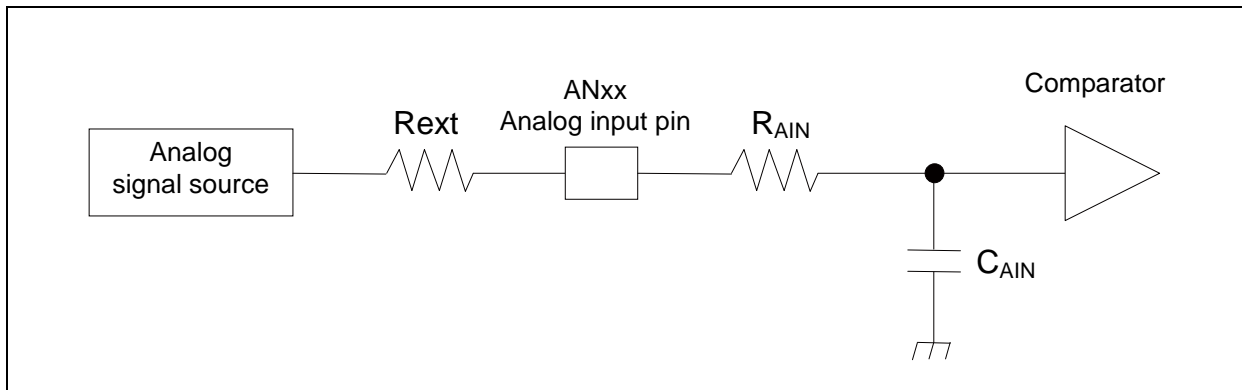 Analog
signal source
Rext
ANxx
Analog input pin
RAIN
Comparator
CAIN